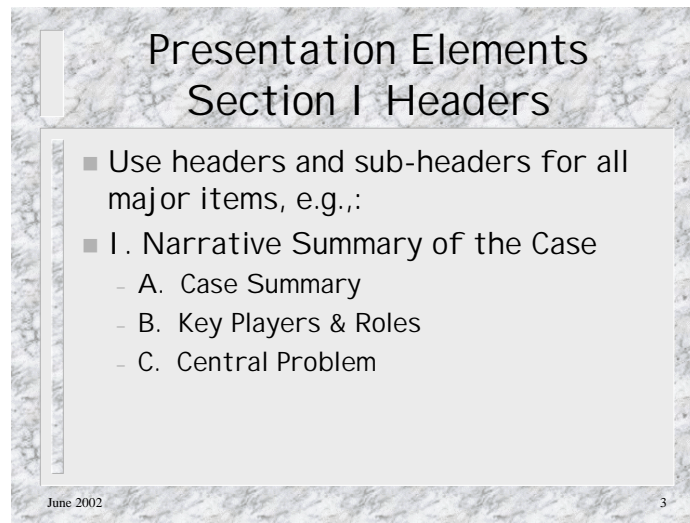 Presentation Elements
Section I Headers
Use headers and sub-headers for all
major items, e.g.,:
I. Narrative Summary of the Case
– A. Case Summary
– B. Key Players & Roles
– C. Central Problem
June 2002
3